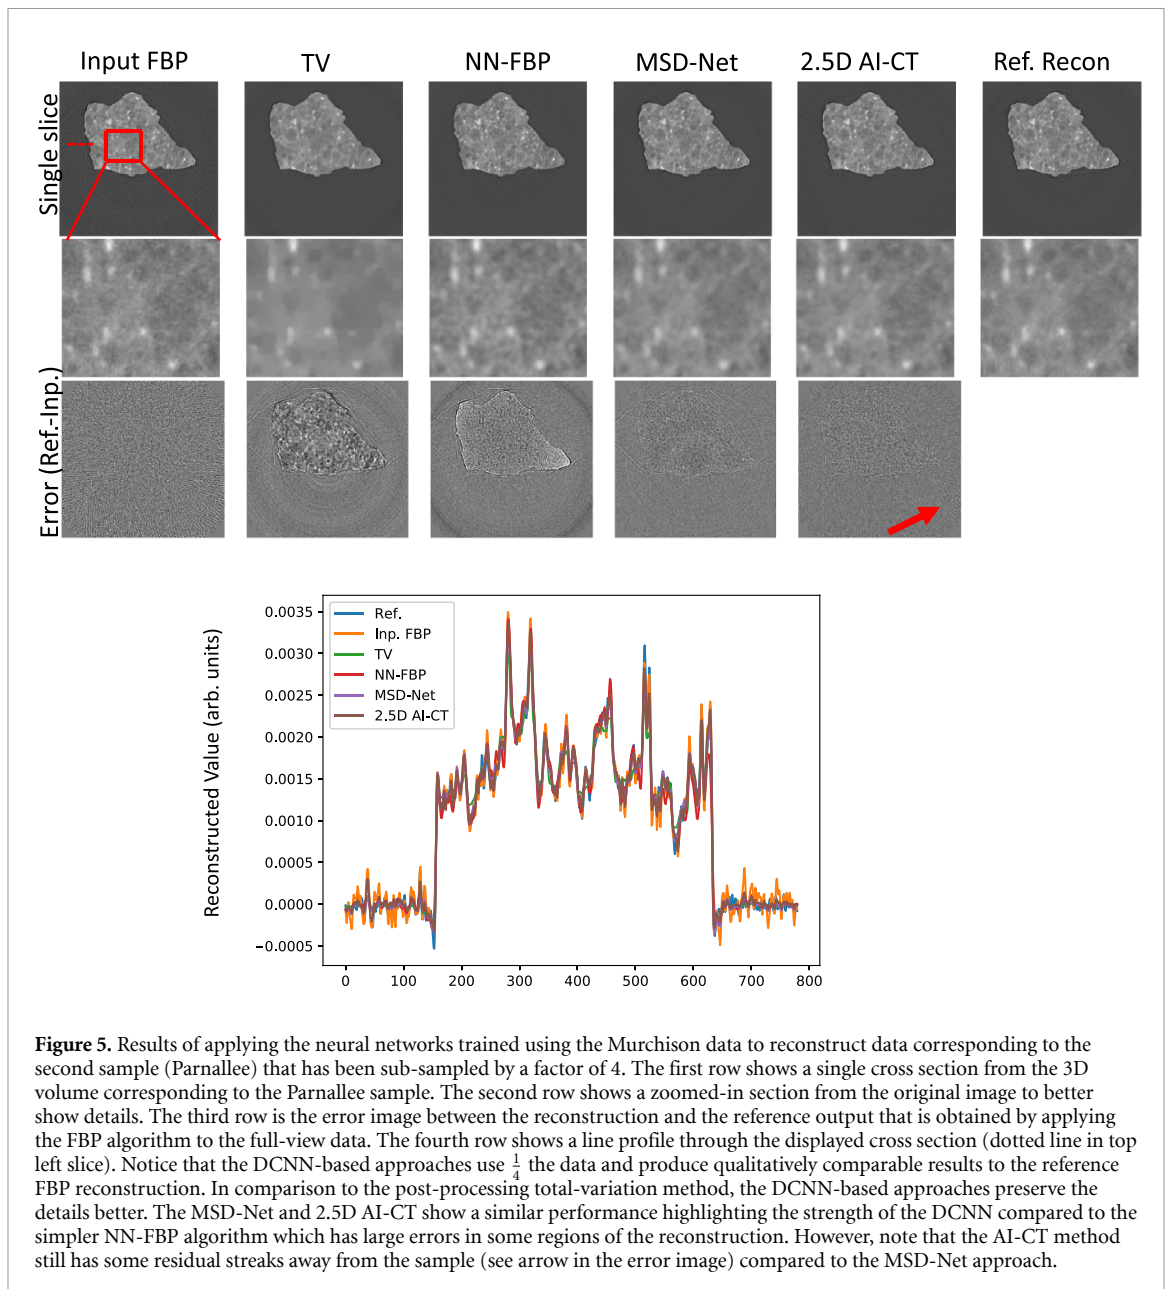 Input FBP TV NN-FBP MSD-Net 2.5D AI-CT Ref. Recon
Single slice
Error (Ref.-Inp.)
Reconstructed Value (arb. units)
0.0035
0.0030
0.0025
0.0020
0.0015
0.0010
0.0005
0.0000
−0.0005
Ref.
Inp. FBP
TV
NN-FBP
MSD-Net
2.5D AI-CT
0 100 200 300 400 500 600 700 800
Figure 5. Results of applying the neural networks trained using the Murchison data to reconstruct data corresponding to the
second sample (Parnallee) that has been sub-sampled by a factor of 4. The first row shows a single cross section from the 3D
volume corresponding to the Parnallee sample. The second row shows a zoomed-in section from the original image to better
show details. The third row is the error image between the reconstruction and the reference output that is obtained by applying
the FBP algorithm to the full-view data. The fourth row shows a line profile through the displayed cross section (dotted line in top
left slice). Notice that the DCNN-based approaches use 1/4 the data and produce qualitatively comparable results to the reference
FBP reconstruction. In comparison to the post-processing total-variation method, the DCNN-based approaches preserve the
details better. The MSD-Net and 2.5D AI-CT show a similar performance highlighting the strength of the DCNN compared to the
simpler NN-FBP algorithm which has large errors in some regions of the reconstruction. However, note that the AI-CT method
still has some residual streaks away from the sample (see arrow in the error image) compared to the MSD-Net approach.